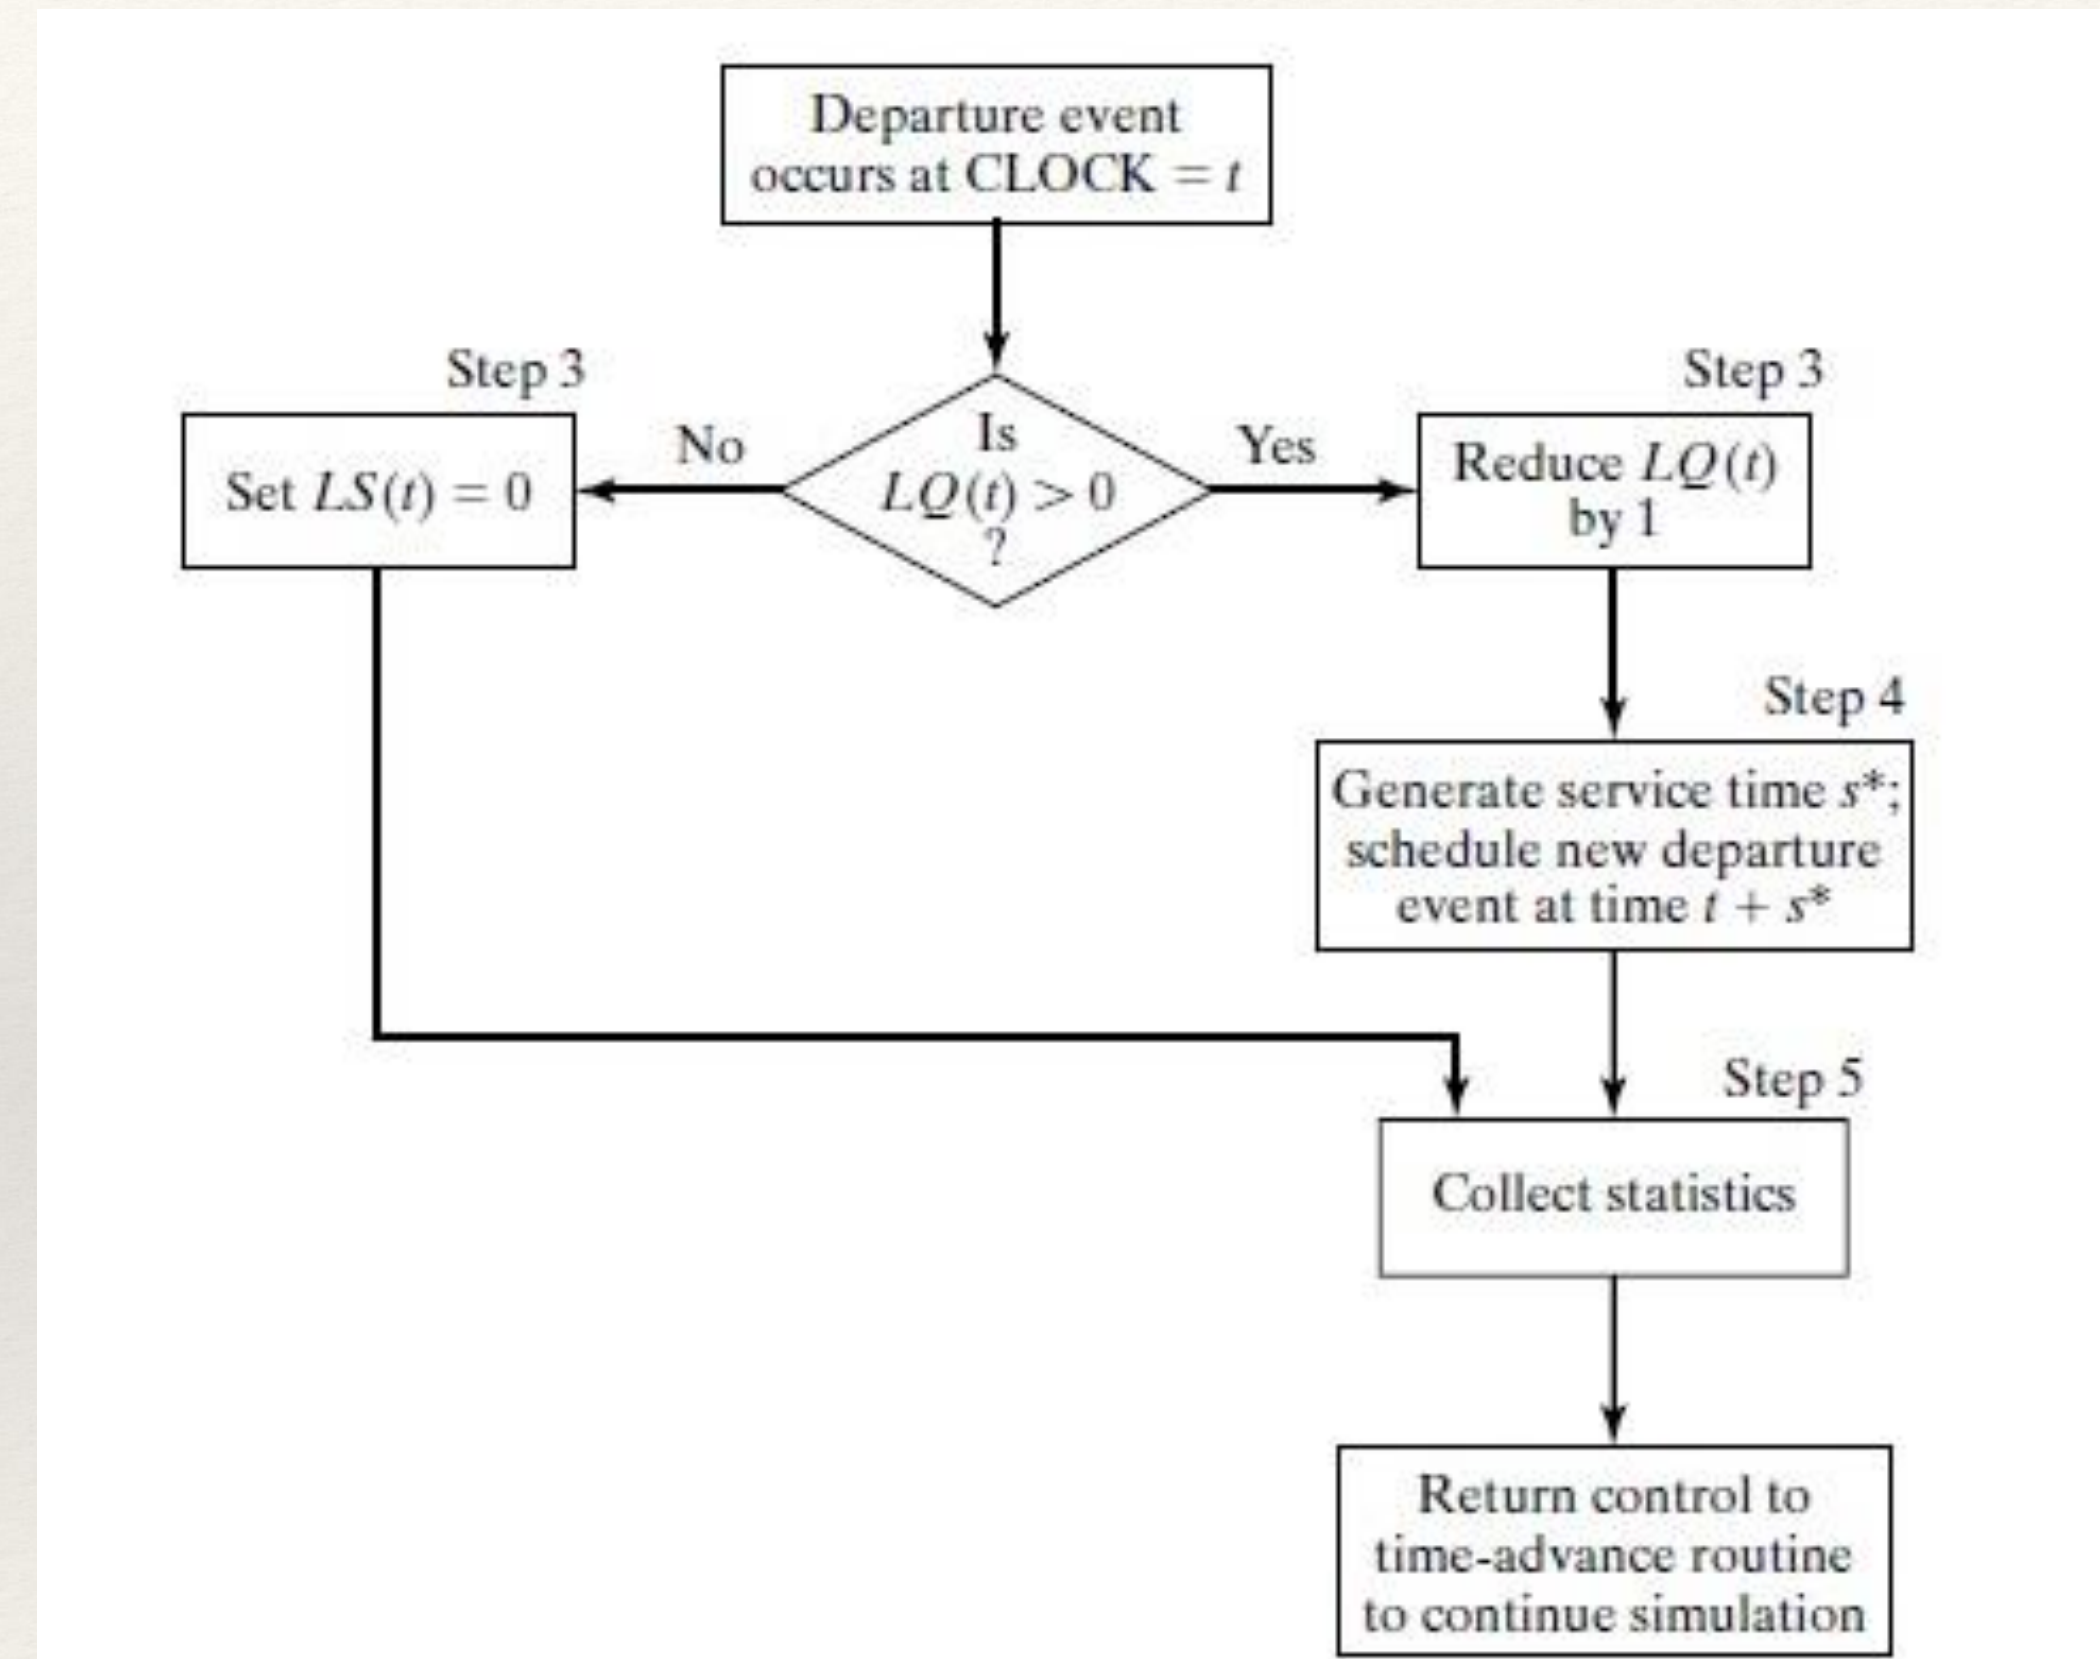 Departure event
occurs at CLOCK = t
Step 3
Set LS(t) = 0
No
Is
LQ(t) > 0
?
Yes
Step 3
Reduce LQ(t)
by 1
Step 4
Generate service time s*;
schedule new departure
event at time t + s*
Step 5
Collect statistics
Return control to
time-advance routine
to continue simulation